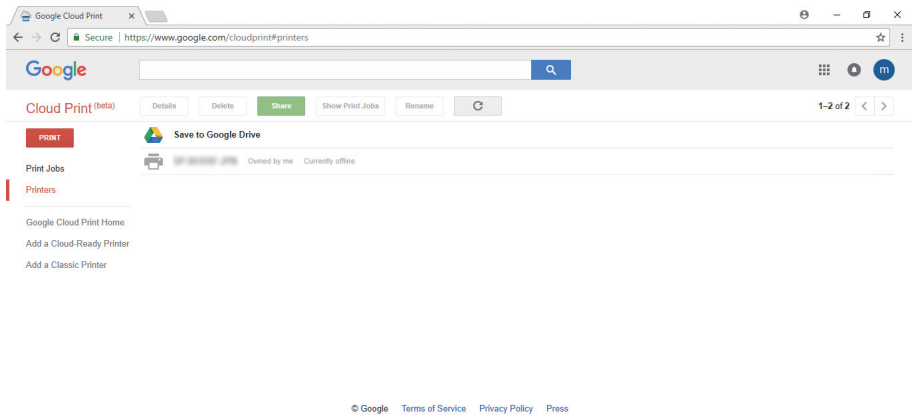 Google Cloud Print
Secure https://www.google.com/cloudprint#printers
Google
m
Cloud Print (beta) Details Delete Share Show Print Jobs Rename 1–2 of 2
PRINT
Save to Google Drive
Owned by me Currently offline
Print Jobs
Printers
Google Cloud Print Home
Add a Cloud-Ready Printer
Add a Classic Printer
© Google Terms of Service Privacy Policy Press